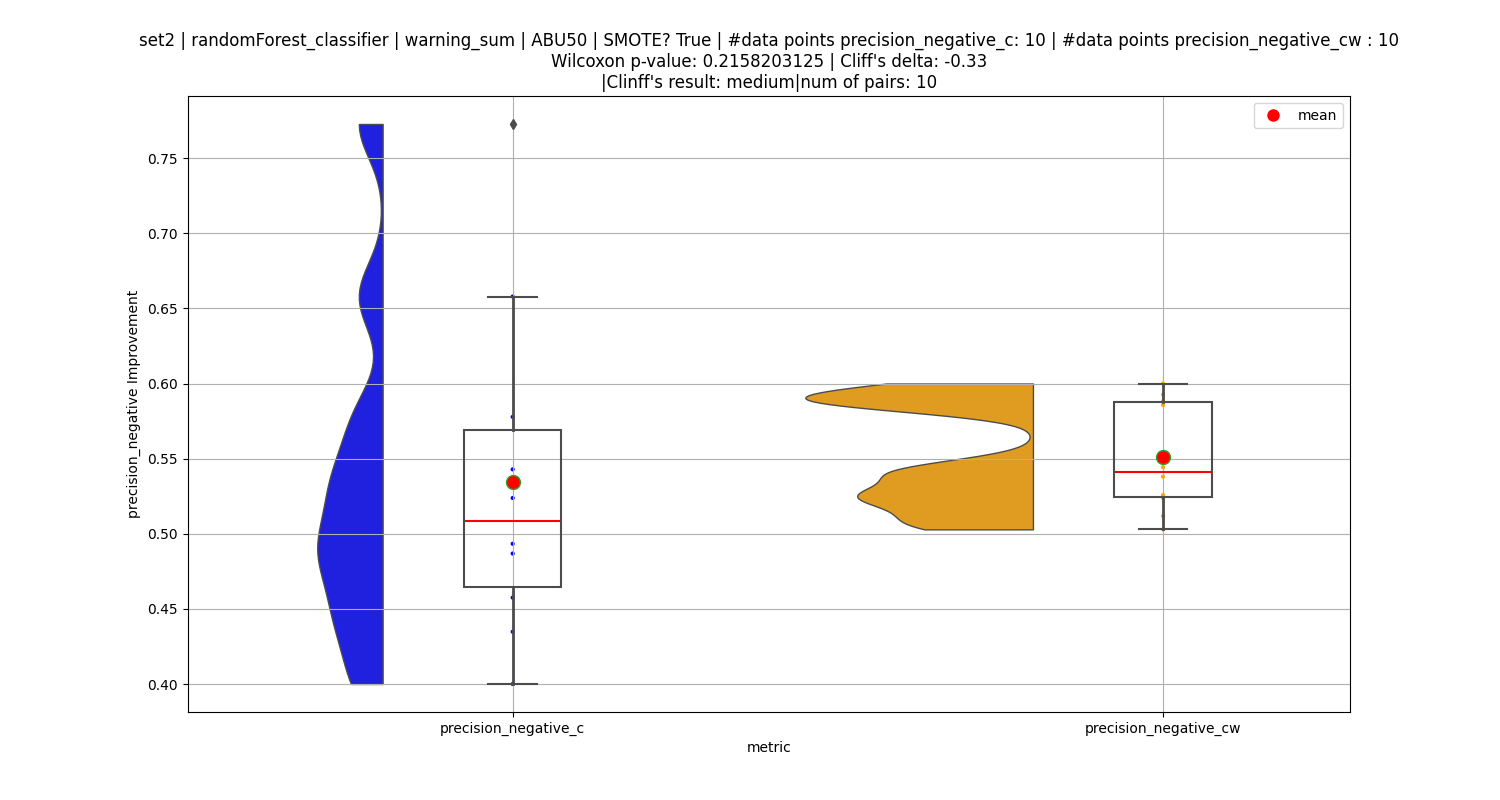 set2 | randomForest_classifier | warning_sum | ABU50 | SMOTE? True | #data points precision_negative_c: 10 | #data points precision_negative_cw : 10
Wilcoxon p-value: 0.2158203125 | Cliff's delta: -0.33
|Clinff's result: medium|num of pairs: 10
mean
0.75
0.70
0.65
0.60
0.55
0.50
0.45
0.40
precision_negative Improvement
precision_negative_c
precision_negative_cw
metric